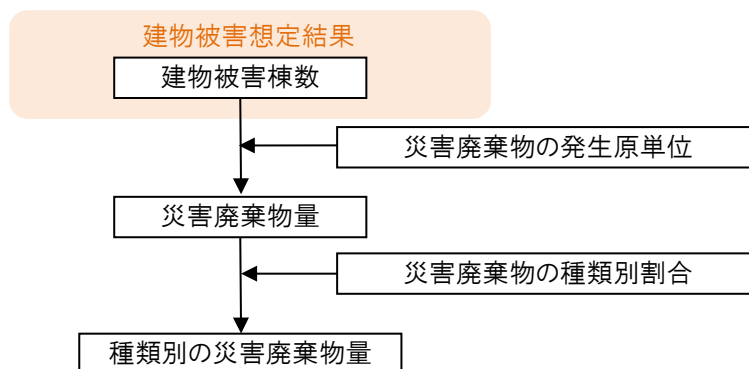 建物被害想定結果
建物被害棟数
災害廃棄物の発生原単位
災害廃棄物量
災害廃棄物の種類別割合
種類別の災害廃棄物量